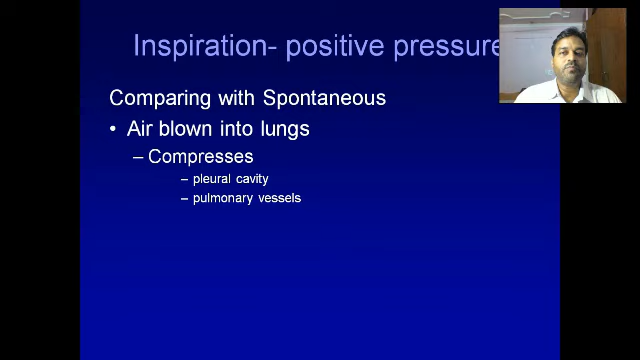 Inspiration- positive pressure
Comparing with Spontaneous
• Air blown into lungs
– Compresses
– pleural cavity
– pulmonary vessels